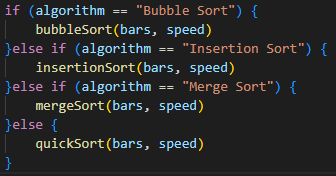 if (algorithm == "Bubble Sort") {
    bubbleSort(bars, speed)
}else if (algorithm == "Insertion Sort") {
    insertionSort(bars, speed)
}else if (algorithm == "Merge Sort") {
    mergeSort(bars, speed)
}else {
    quickSort(bars, speed)
}